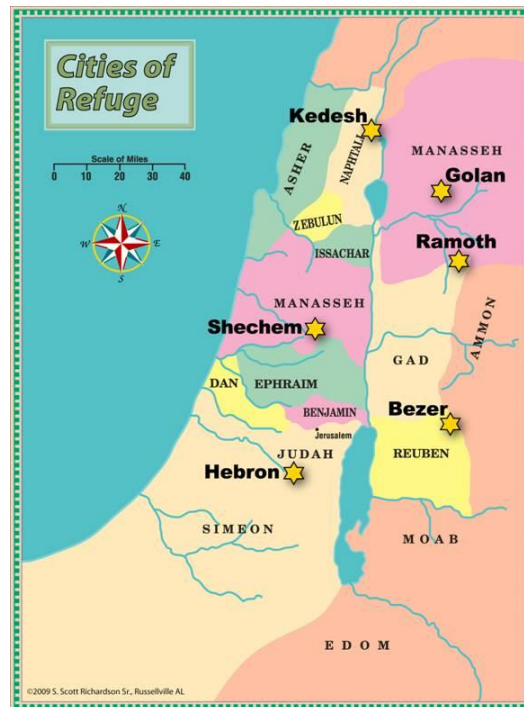 Cities of
Refuge
Scale of Miles
0 10 20 30 40
N
W E
S
Kedesh
MANASSEH
Golan
ASHER
NAPHTALI
ZEBULUN
ISSACHAR
Ramoth
MANASSEH
Shechem
AMMON
GAD
DAN
EPHRAIM
BENJAMIN
Bezer
Jerusalem
JUDAH
REUBEN
Hebron
SIMEON
MOAB
EDOM
©2009 S. Scott Richardson Sr., Russellville AL